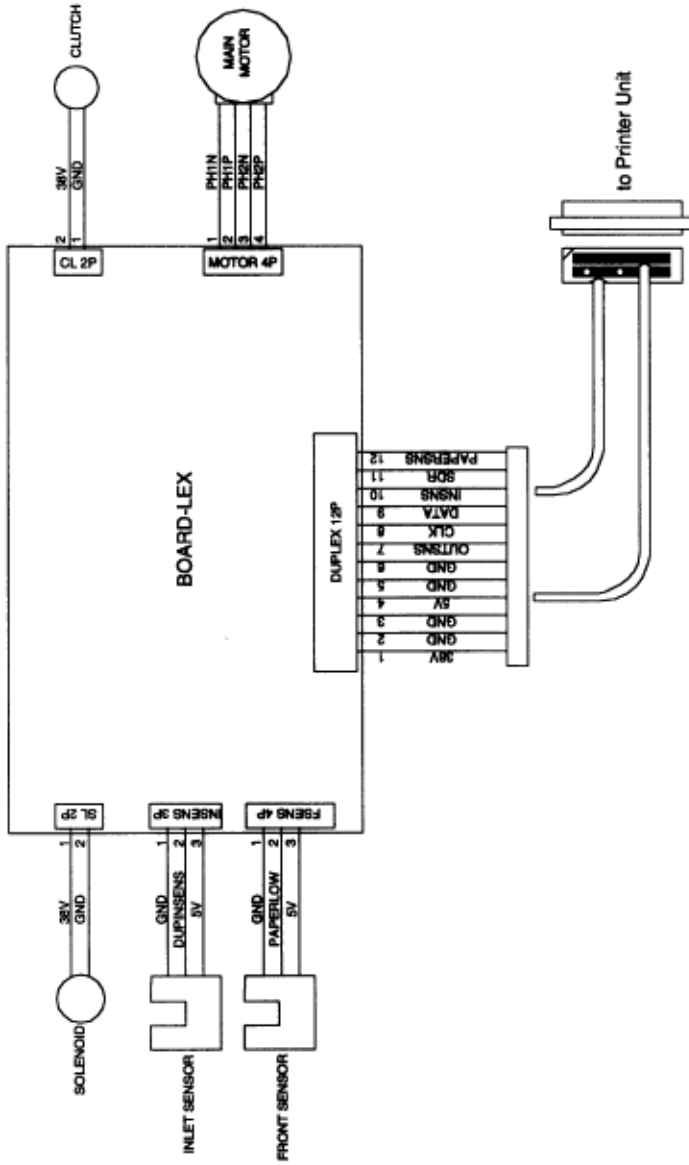 CLUTCH
38V
GND
2
1
CL 2P
MAIN
MOTOR
PH1N
PH1P
PH2N
PH2P
1
2
3
4
MOTOR 4P
to Printer Unit
BOARD-LEX
DUPLEX 12P
12 PAPERSNS
11 SDR
10 INSNS
9 DATA
8 CLK
7 OUTSNS
6 GND
5 GND
4 5V
3 GND
2 GND
1 38V
SL 2P
1
2
38V
GND
SOLENOID
INSENS 3P
1
2
3
GND
DUPINSENS
5V
INLET SENSOR
FSENS 4P
1
2
3
GND
PAPERLOW
5V
FRONT SENSOR